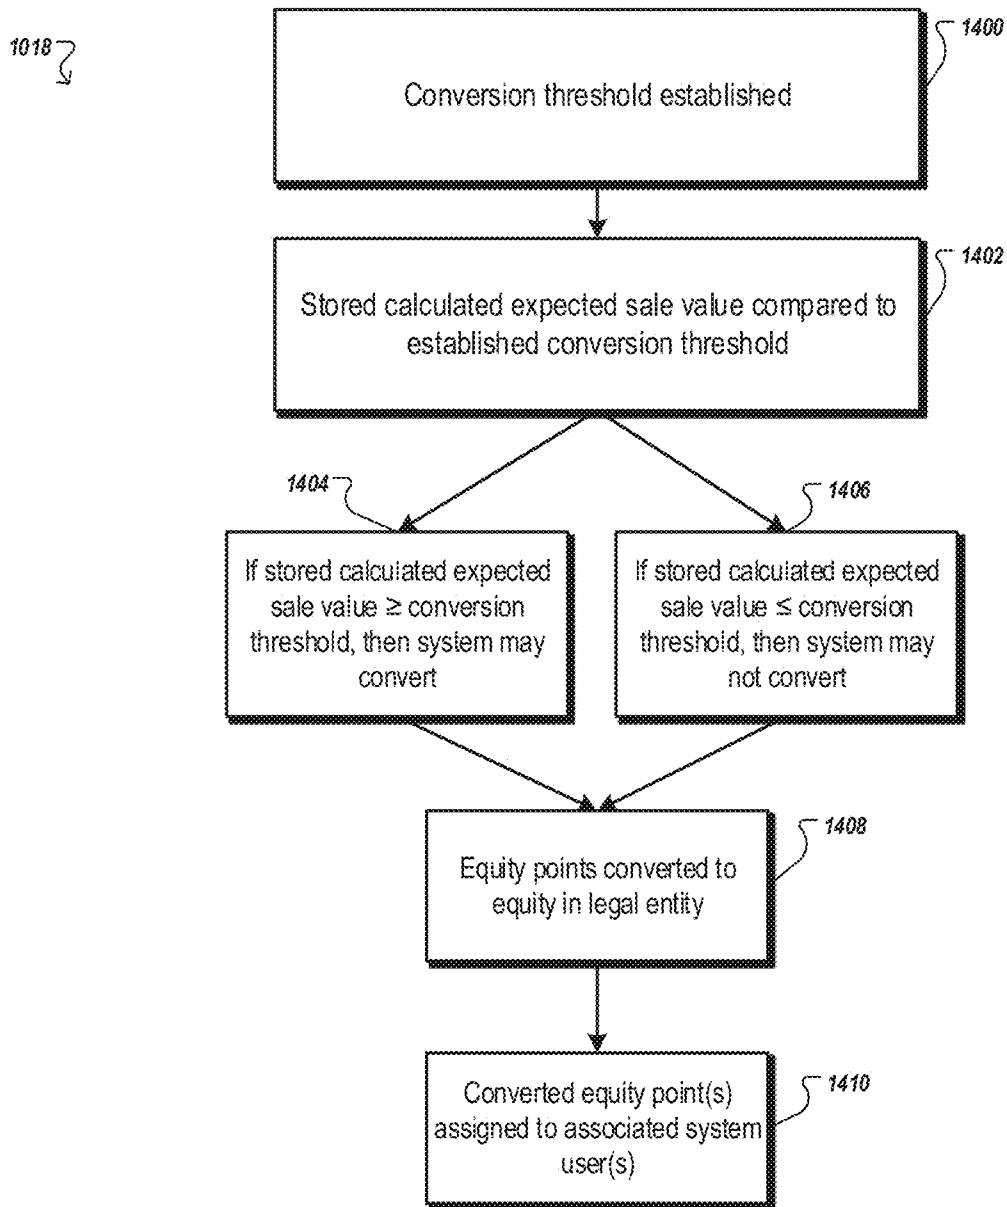 1018
1400
Conversion threshold established
1402
Stored calculated expected sale value compared to
established conversion threshold
1404
1406
If stored calculated expected
sale value ≥ conversion
threshold, then system may
convert
If stored calculated expected
sale value ≤ conversion
threshold, then system may
not convert
1408
Equity points converted to
equity in legal entity
1410
Converted equity point(s)
assigned to associated system
user(s)